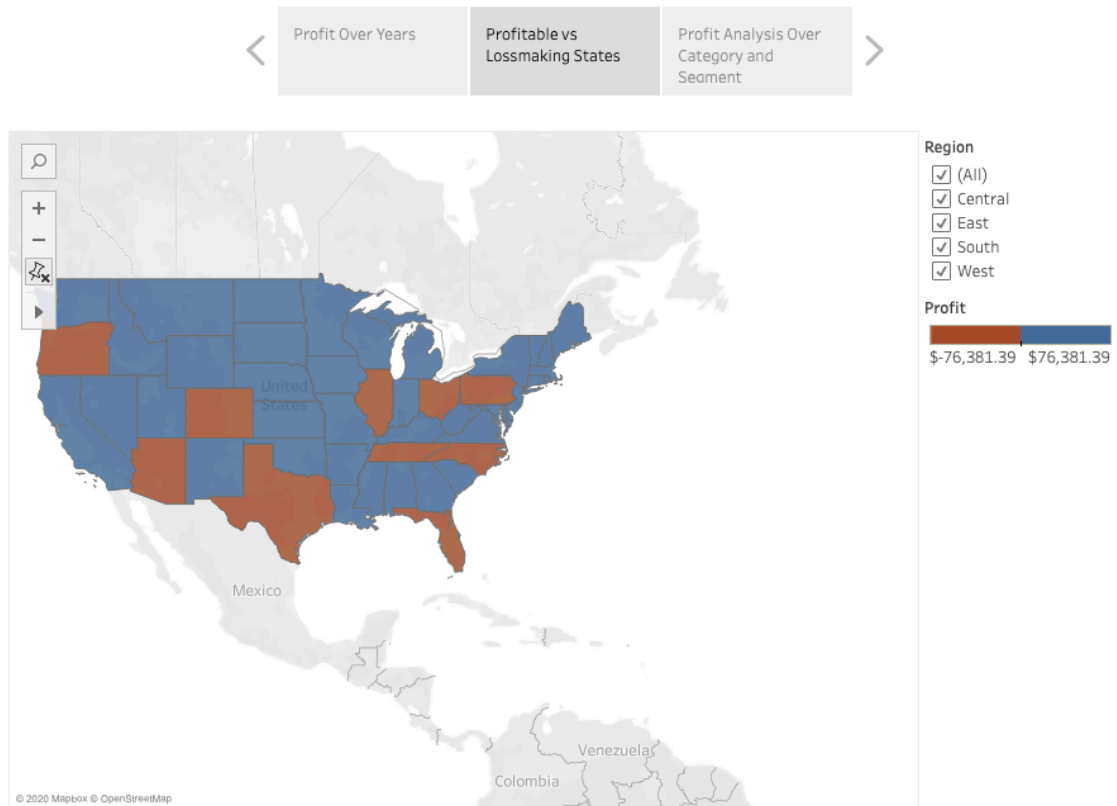 Profit Over Years
Profitable vs
Lossmaking States
Profit Analysis Over
Category and
Segment
Region
(All)
Central
East
South
West
Profit
$-76,381.39 $76,381.39
United
States
Mexico
Venezuela
Colombia
© 2020 Mapbox © OpenStreetMap